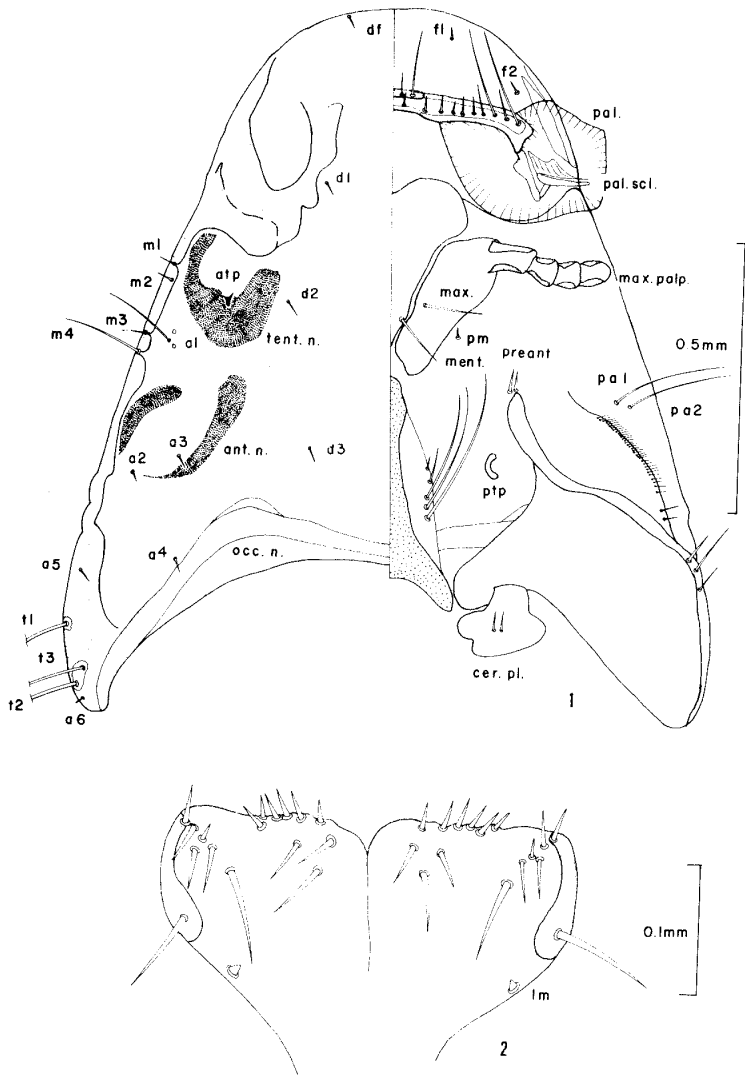 df
f1
f2
pal.
d1
pal. scl.
m1
m2
atp
max. palp.
d2
max.
m3
m4
a1
tent. n.
pm
ment.
preant
0.5mm
pa1
pa2
a2
a3
ant. n.
d3
ptp
a4
occ. n.
a5
t1
t3
t2
a6
cer. pl.
1
0.1mm
lm
2